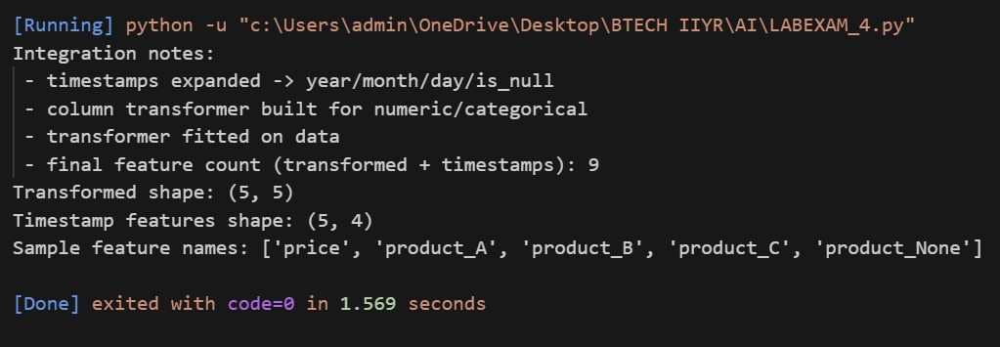 [Running] python -u "c:\Users\admin\OneDrive\Desktop\BTECH IIYR\AI\LABEXAM_4.py"
Integration notes:
- timestamps expanded -> year/month/day/is_null
- column transformer built for numeric/categorical
- transformer fitted on data
- final feature count (transformed + timestamps): 9
Transformed shape: (5, 5)
Timestamp features shape: (5, 4)
Sample feature names: ['price', 'product_A', 'product_B', 'product_C', 'product_None']
[Done] exited with code=0 in 1.569 seconds